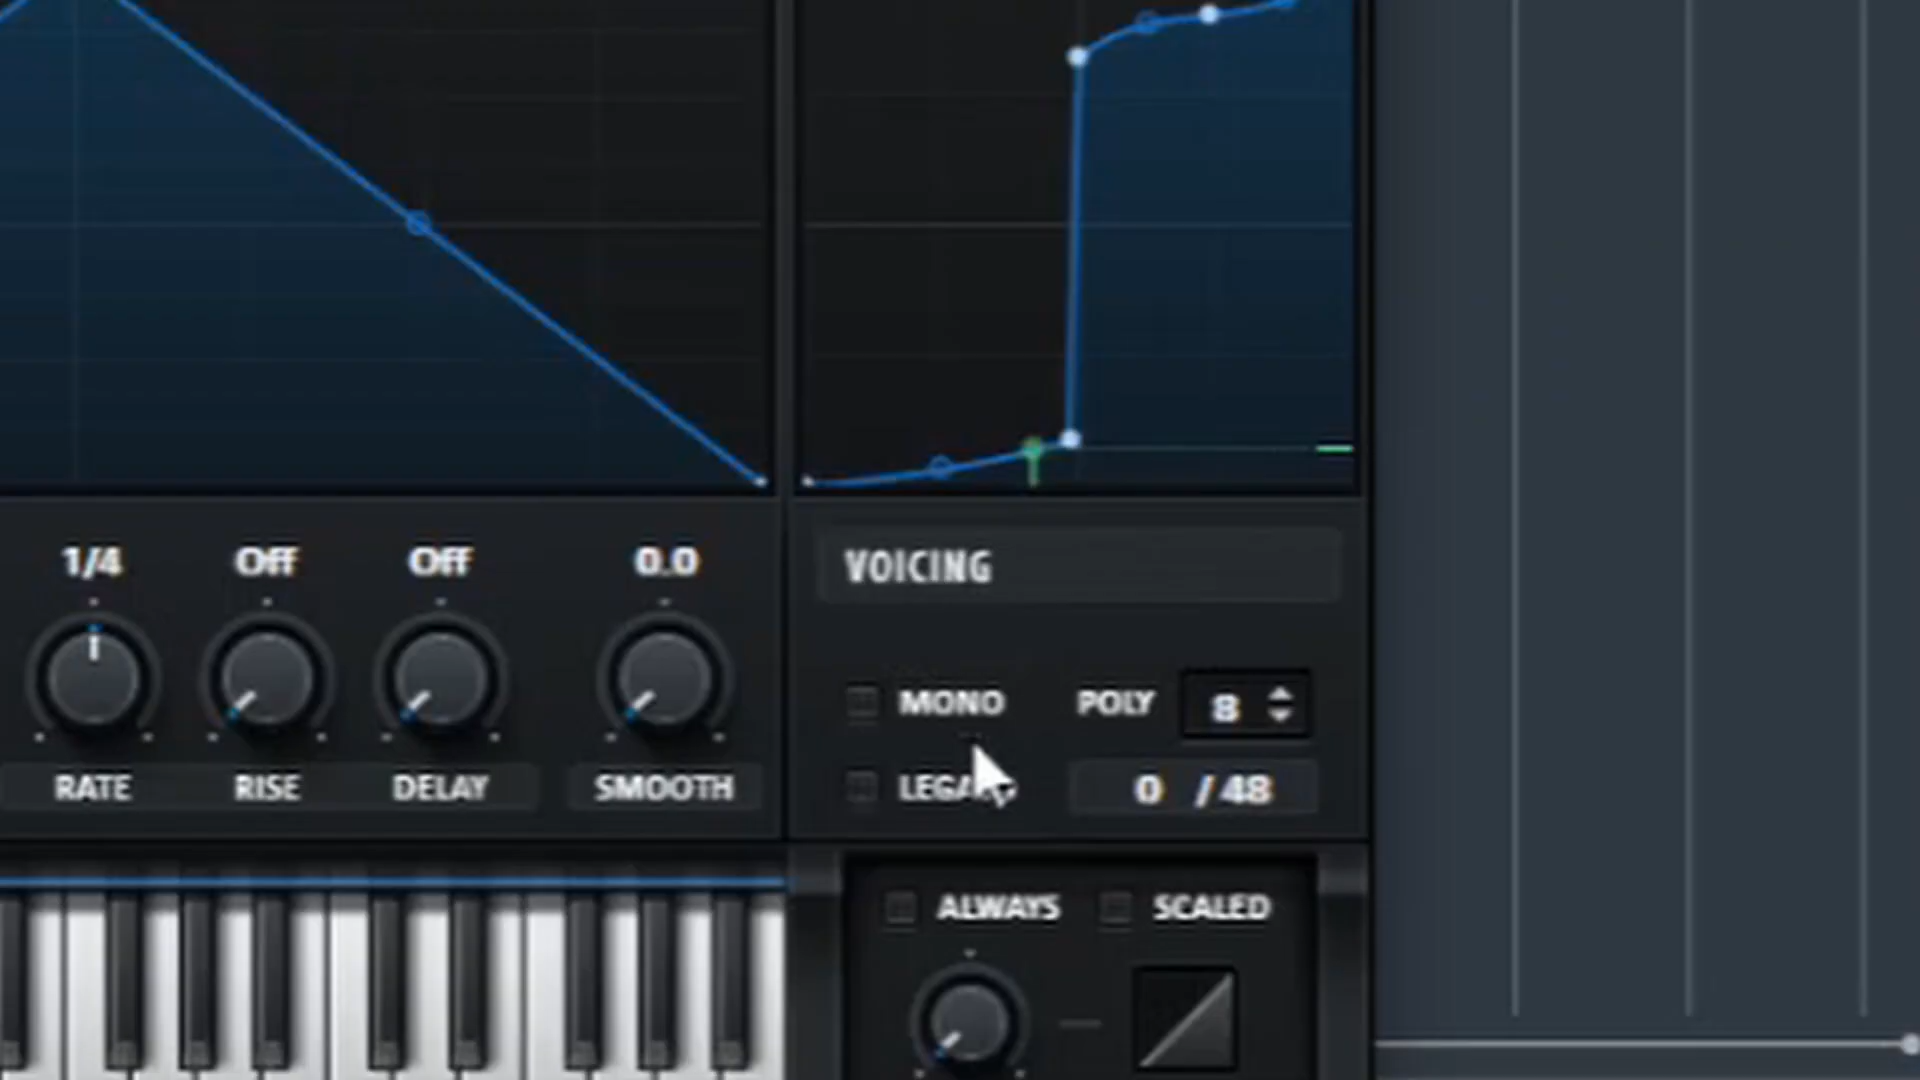 1/4 Off Off 0.0
RATE RISE DELAY SMOOTH
VOICING
MONO POLY 8
0 / 48
ALWAYS SCALED